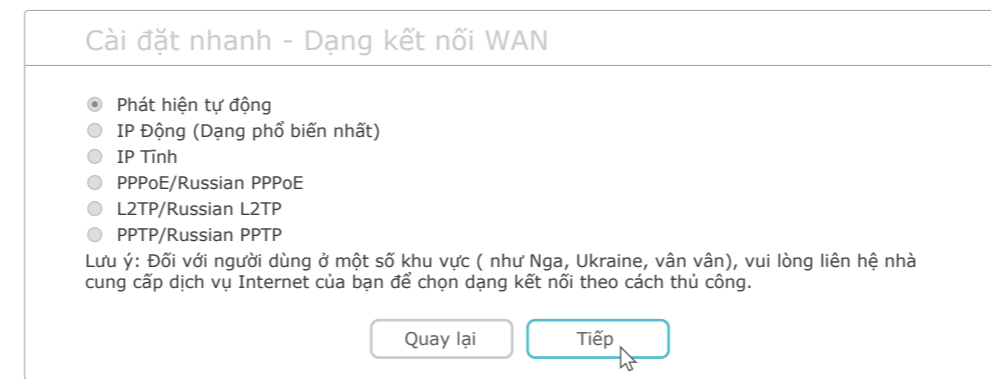 Cài đặt nhanh - Dạng kết nối WAN
Phát hiện tự động
IP Động (Dạng phổ biến nhất)
IP Tĩnh
PPPoE/Russian PPPoE
L2TP/Russian L2TP
PPTP/Russian PPTP
Lưu ý: Đối với người dùng ở một số khu vực ( như Nga, Ukraine, vân vân), vui lòng liên hệ nhà
cung cấp dịch vụ Internet của bạn để chọn dạng kết nối theo cách thủ công.
Quay lại
Tiếp